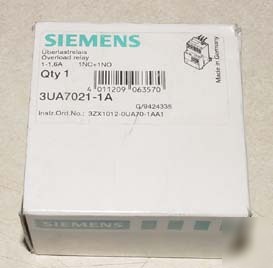 SIEMENS
Überlastrelais
Overload relay
1-1,6A 1NC+1NO
Qty 1
4 011209 063570
3UA7021-1A
G/9424335
Instr.Ord.No.: 3ZX1012-0UA70-1AA1
Made in Germany